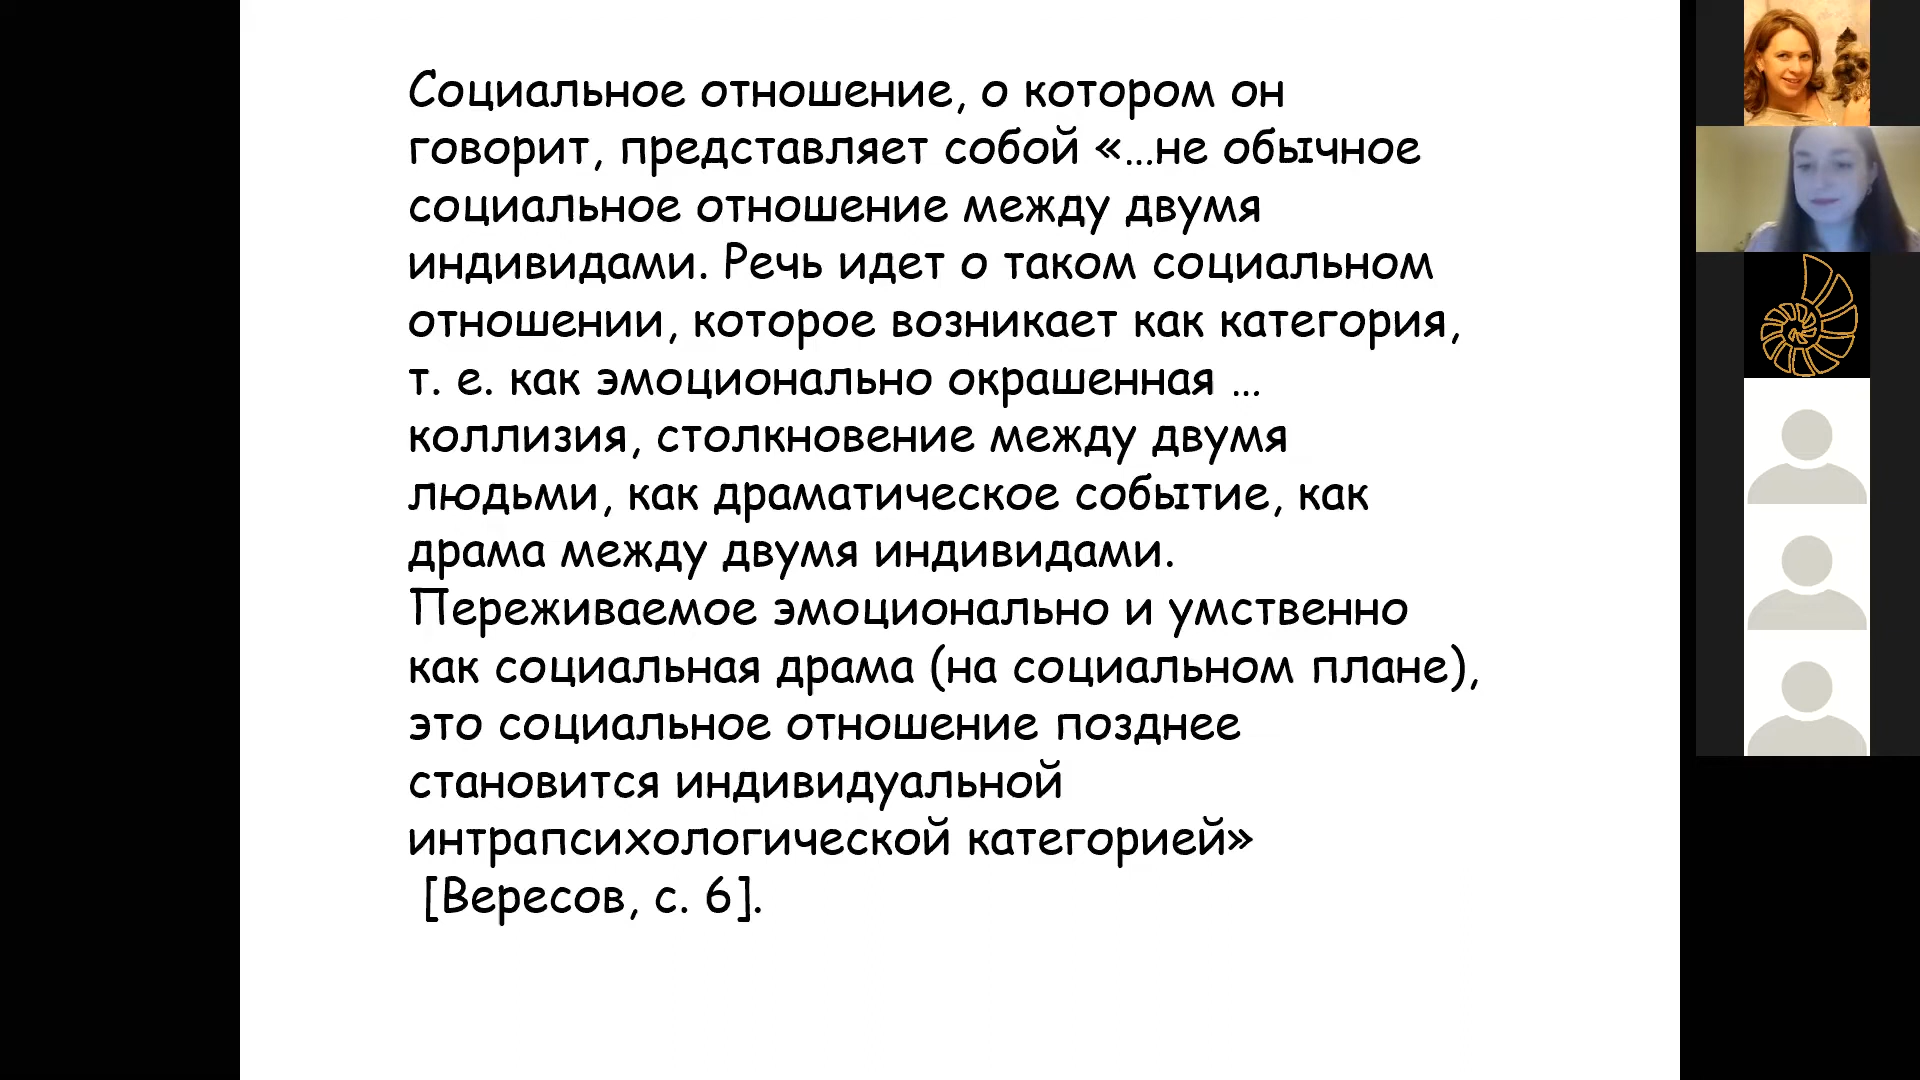 Социальное отношение, о котором он
говорит, представляет собой «…не обычное
социальное отношение между двумя
индивидами. Речь идет о таком социальном
отношении, которое возникает как категория,
т. е. как эмоционально окрашенная …
коллизия, столкновение между двумя
людьми, как драматическое событие, как
драма между двумя индивидами.
Переживаемое эмоционально и умственно
как социальная драма (на социальном плане),
это социальное отношение позднее
становится индивидуальной
интрапсихологической категорией»
[Вересов, с. 6].